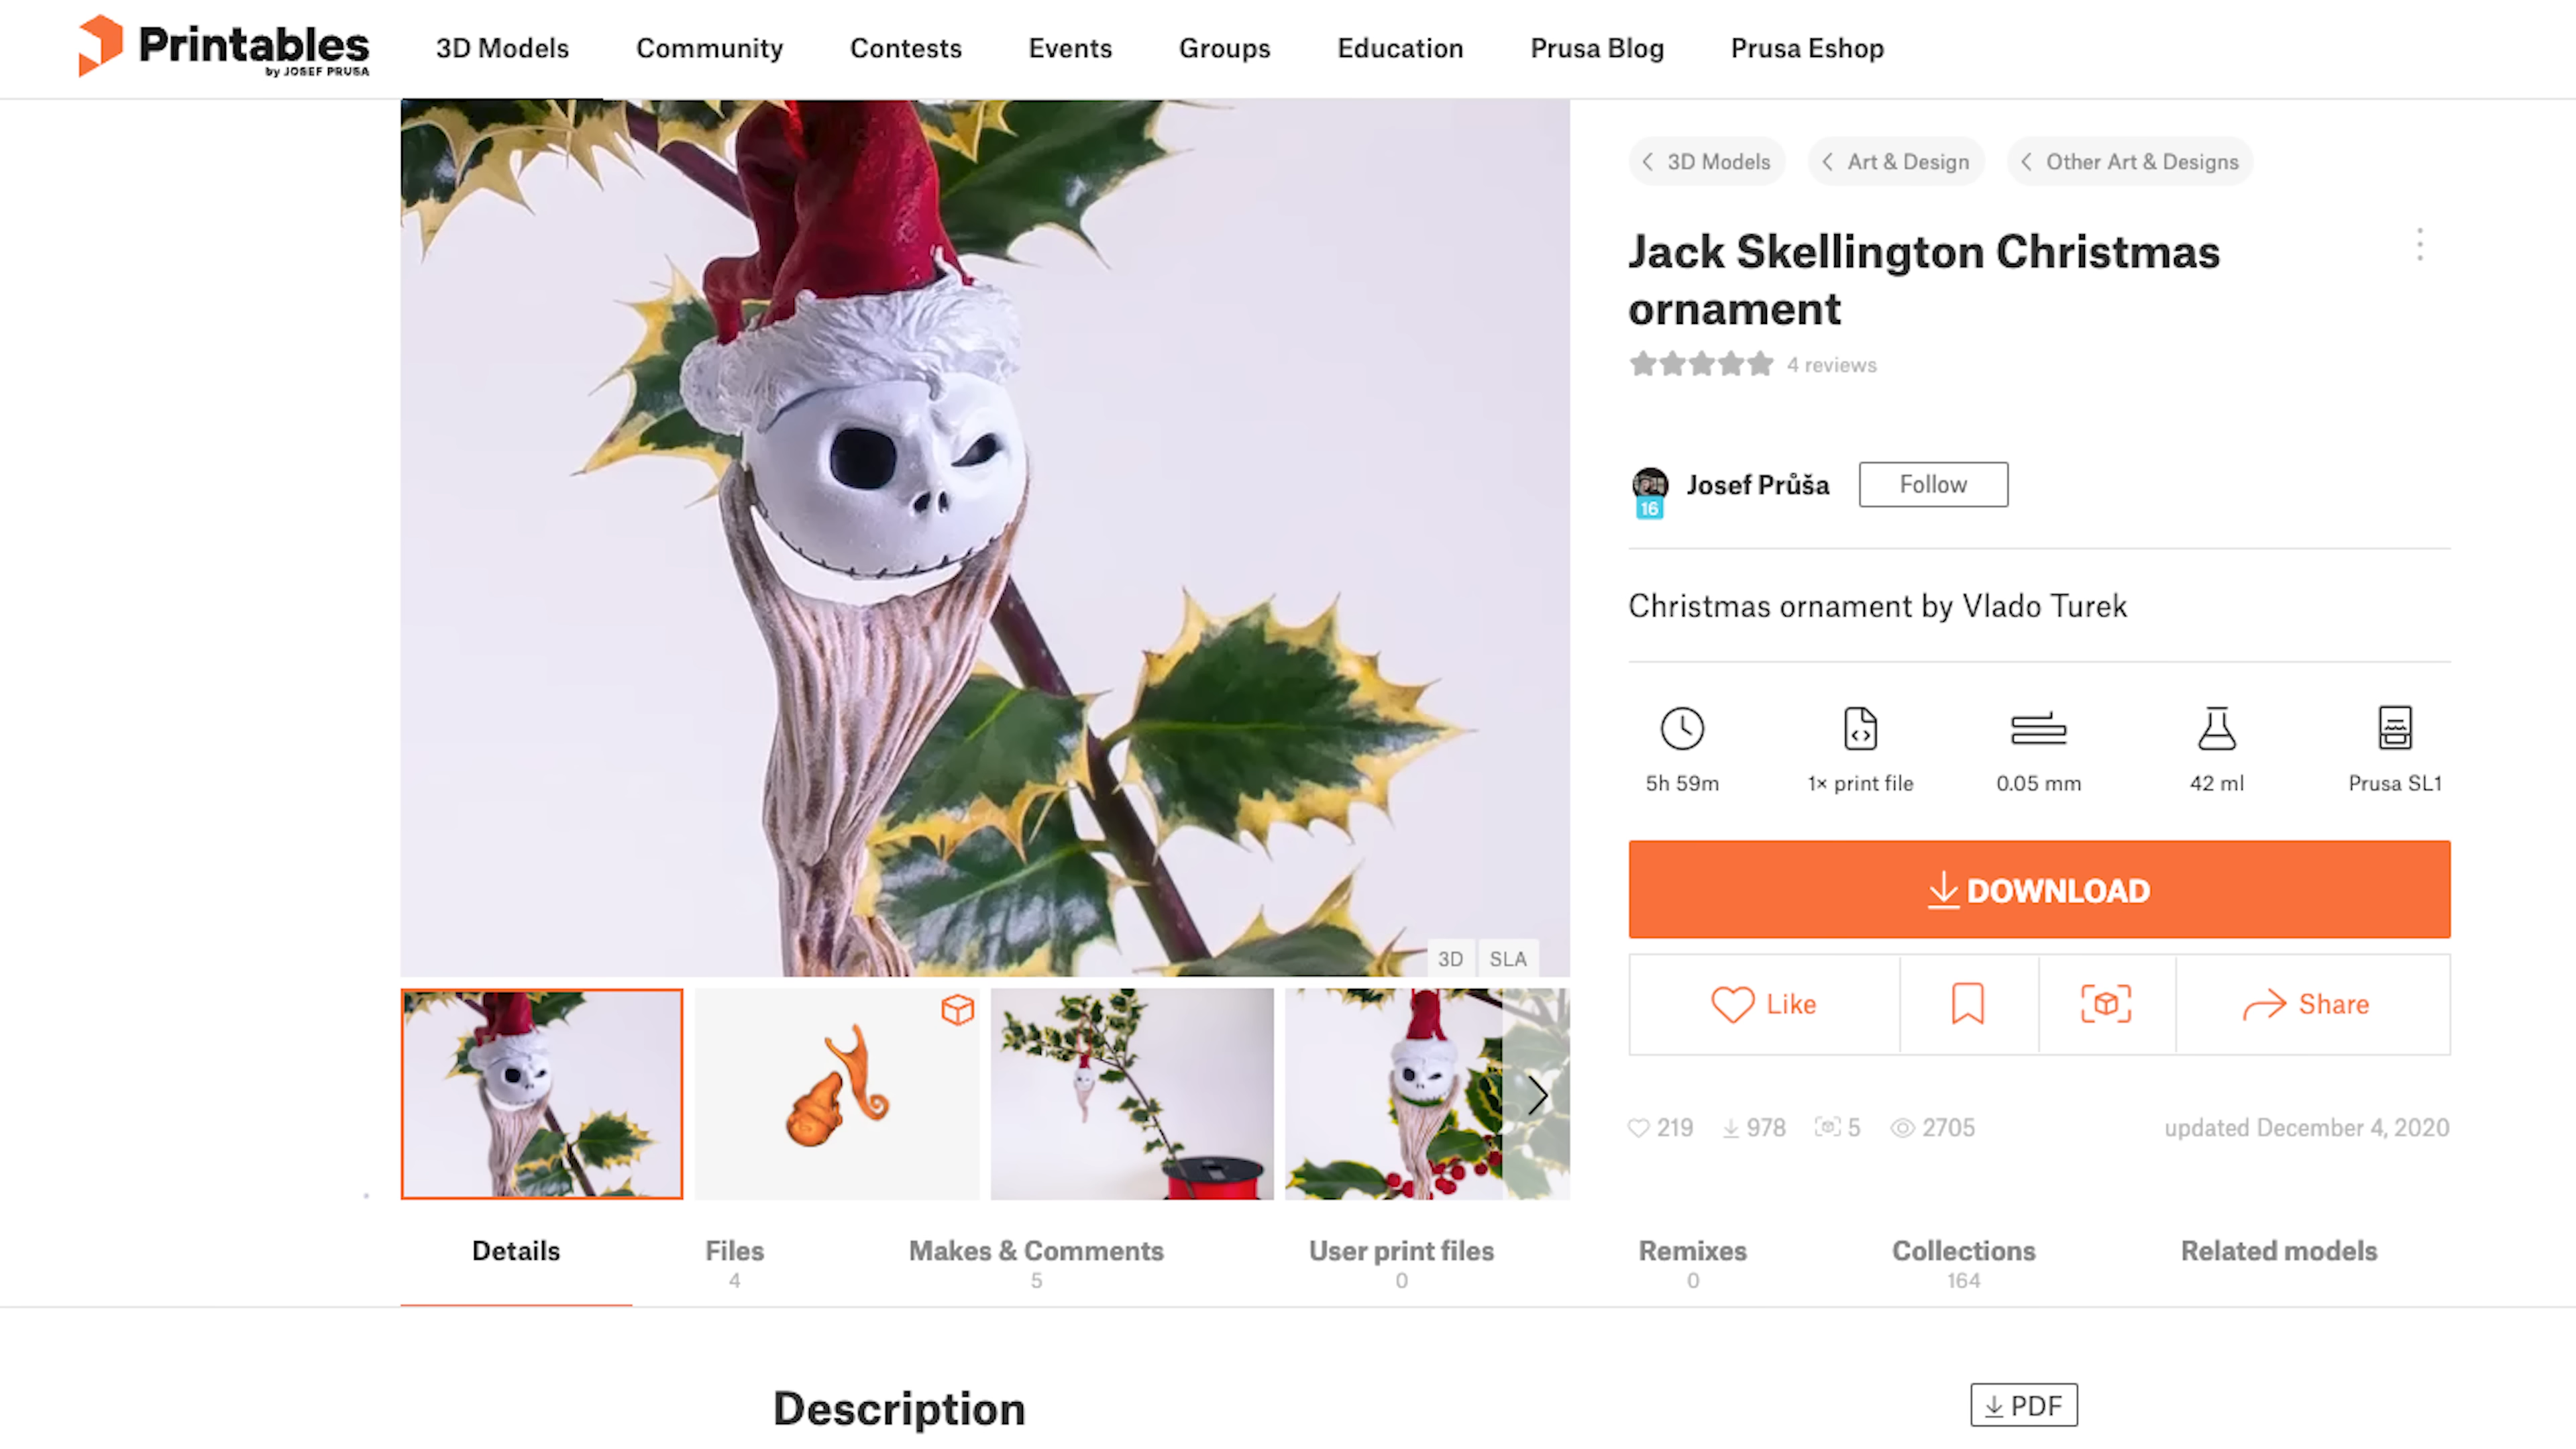 Printables
by JOSEF PRUSA
3D Models Community Contests Events Groups Education Prusa Blog Prusa Eshop
3D Models Art & Design Other Art & Designs
Jack Skellington Christmas
ornament
4 reviews
16 Josef Průša Follow
Christmas ornament by Vlado Turek
5h 59m 1× print file 0.05 mm 42 ml Prusa SL1
DOWNLOAD
3D SLA
Like Share
219 978 5 2705 updated December 4, 2020
Details Files Makes & Comments User print files Remixes Collections Related models
4 5 0 0 164
Description PDF